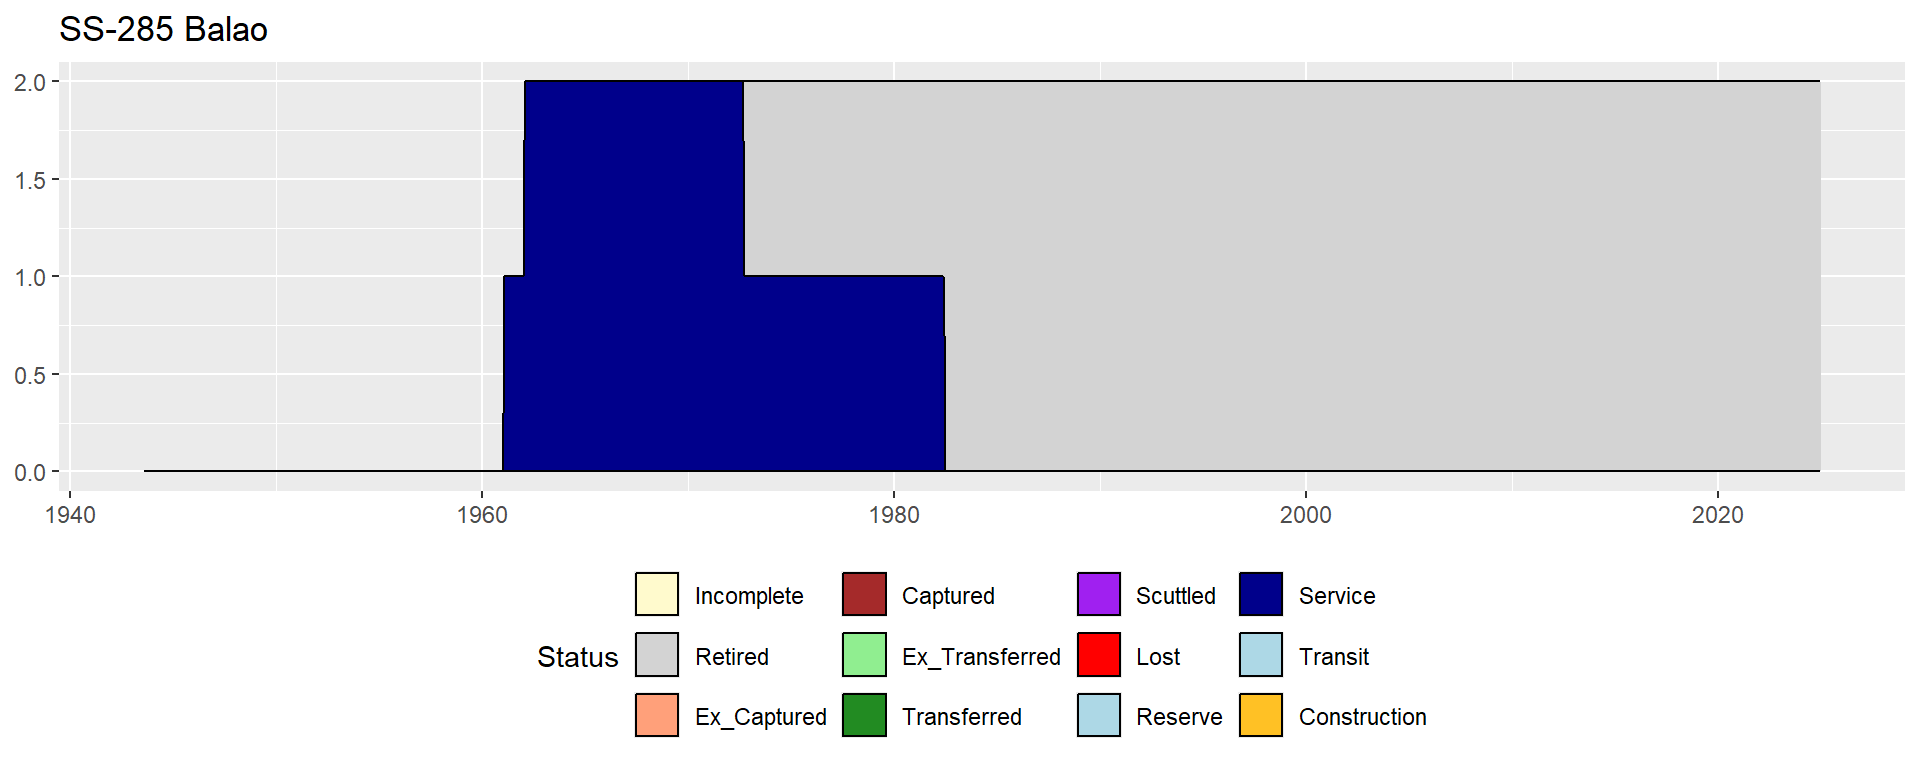 SS-285 Balao
2.0
1.5
1.0
0.5
0.0
1940 1960 1980 2000 2020
Incomplete Captured Scuttled Service
Status Retired Ex_Transferred Lost Transit
Ex_Captured Transferred Reserve Construction